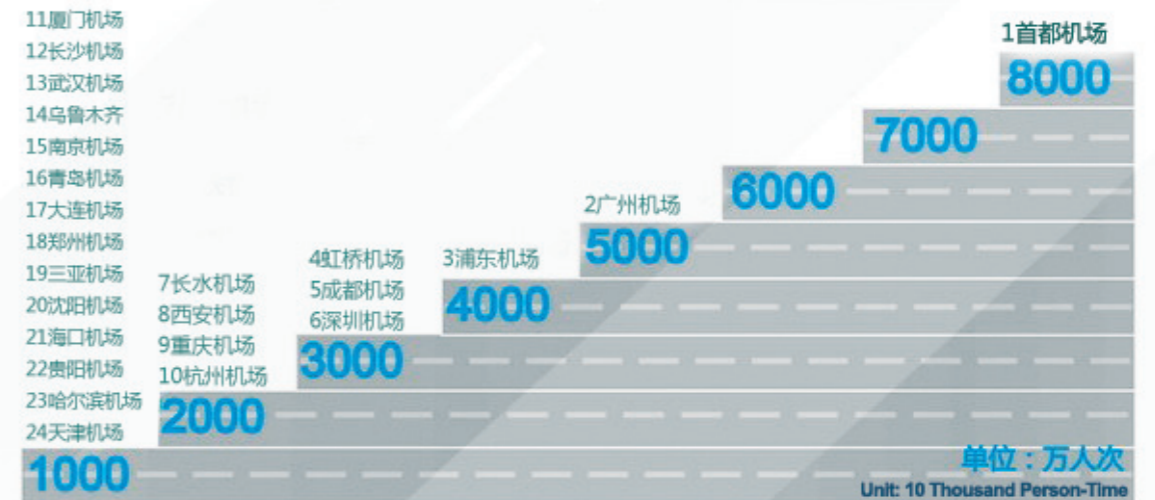 11厦门机场
12长沙机场
13武汉机场
14乌鲁木齐
15南京机场
16青岛机场
17大连机场
18郑州机场
19三亚机场
20沈阳机场
21海口机场
22贵阳机场
23哈尔滨机场
24天津机场
1000
7长水机场
8西安机场
9重庆机场
10杭州机场
2000
4虹桥机场
5成都机场
6深圳机场
3000
3浦东机场
4000
2广州机场
5000
6000
7000
1首都机场
8000
单位：万人次
Unit: 10 Thousand Person-Time